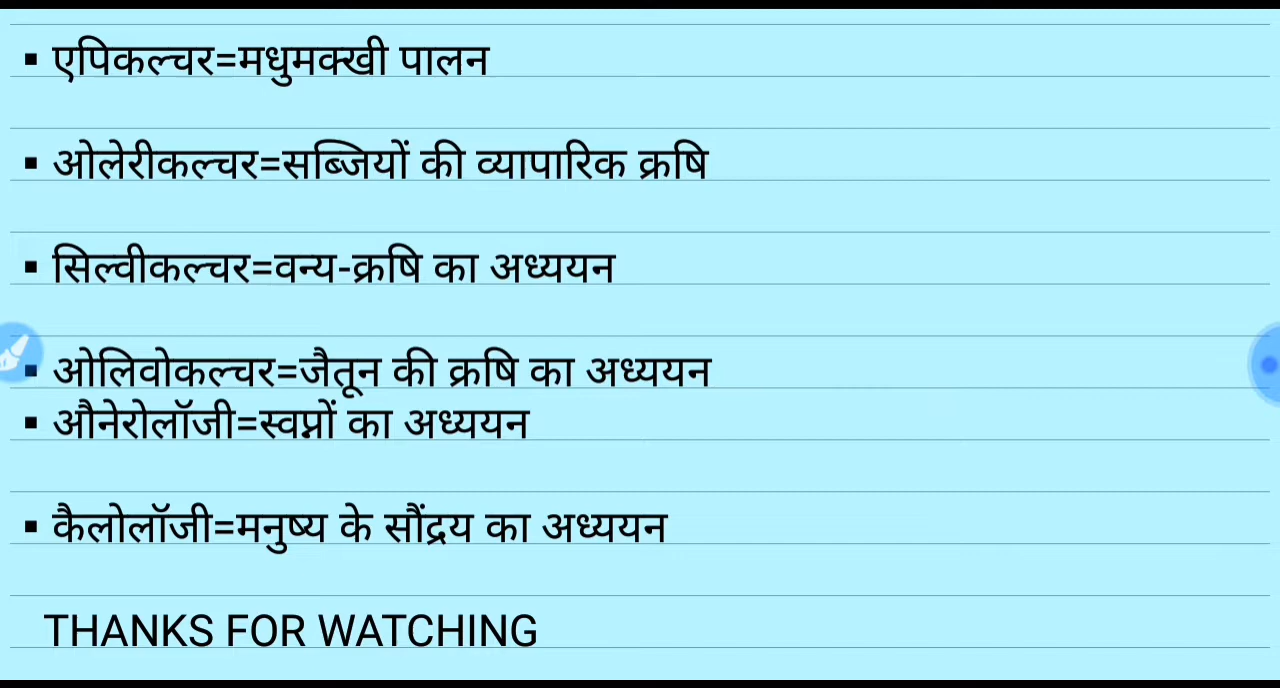 ▪ एपिकल्चर=मधुमक्खी पालन
▪ ओलेरीकल्चर=सब्जियों की व्यापारिक क्रषि
▪ सिल्वीकल्चर=वन्य-क्रषि का अध्ययन
▪ ओलिवोकल्चर=जैतून की क्रषि का अध्ययन
▪ औनेरोलॉजी=स्वप्नों का अध्ययन
▪ कैलोलॉजी=मनुष्य के सौंद्रय का अध्ययन
THANKS FOR WATCHING